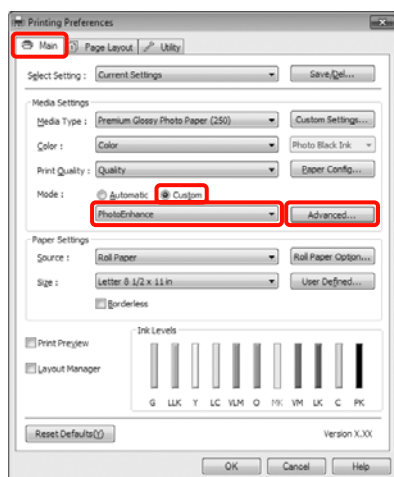 Printing Preferences
Main Page Layout Utility
Select Setting : Current Settings Save/Del...
Media Settings
Media Type : Premium Glossy Photo Paper (250) Custom Settings...
Color : Color Photo Black Ink
Print Quality : Quality Paper Config...
Mode : Automatic Custom
PhotoEnhance Advanced...
Paper Settings
Source : Roll Paper Roll Paper Option...
Size : Letter 8 1/2 x 11 in User Defined...
Borderless
Ink Levels
Print Preview
Layout Manager
G LLK Y LC VLM O MK VM LK C PK
Reset Defaults(Y) Version X.XX
OK Cancel Help